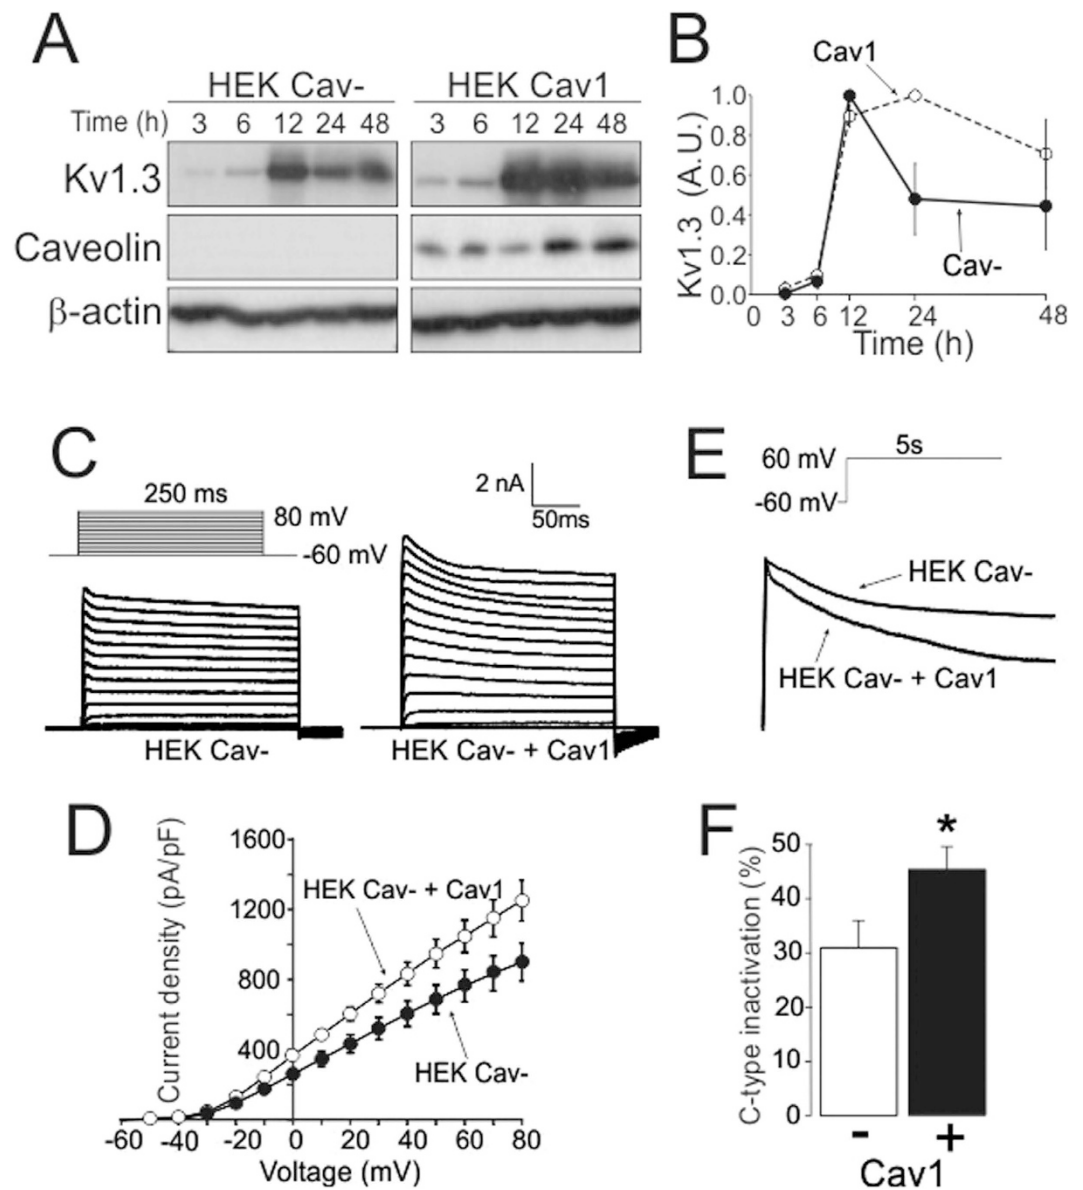 A
HEK Cav-
HEK Cav1
Time (h)
3 6 12 24 48
3 6 12 24 48
Kv1.3
Caveolin
β-actin
B
Cav1
Kv1.3 (A.U.)
1.0
0.8
0.6
0.4
0.2
0.0
Cav-
0 3 6 12 24 48
Time (h)
C
250 ms
80 mV
-60 mV
2 nA
50ms
HEK Cav-
HEK Cav- + Cav1
E
5s
60 mV
-60 mV
HEK Cav-
HEK Cav- + Cav1
D
Current density (pA/pF)
1600
1200
800
400
HEK Cav- + Cav1
HEK Cav-
-60 -40 -20 0 20 40 60 80
Voltage (mV)
F
C-type inactivation (%)
50
40
30
20
10
0
*
- +
Cav1